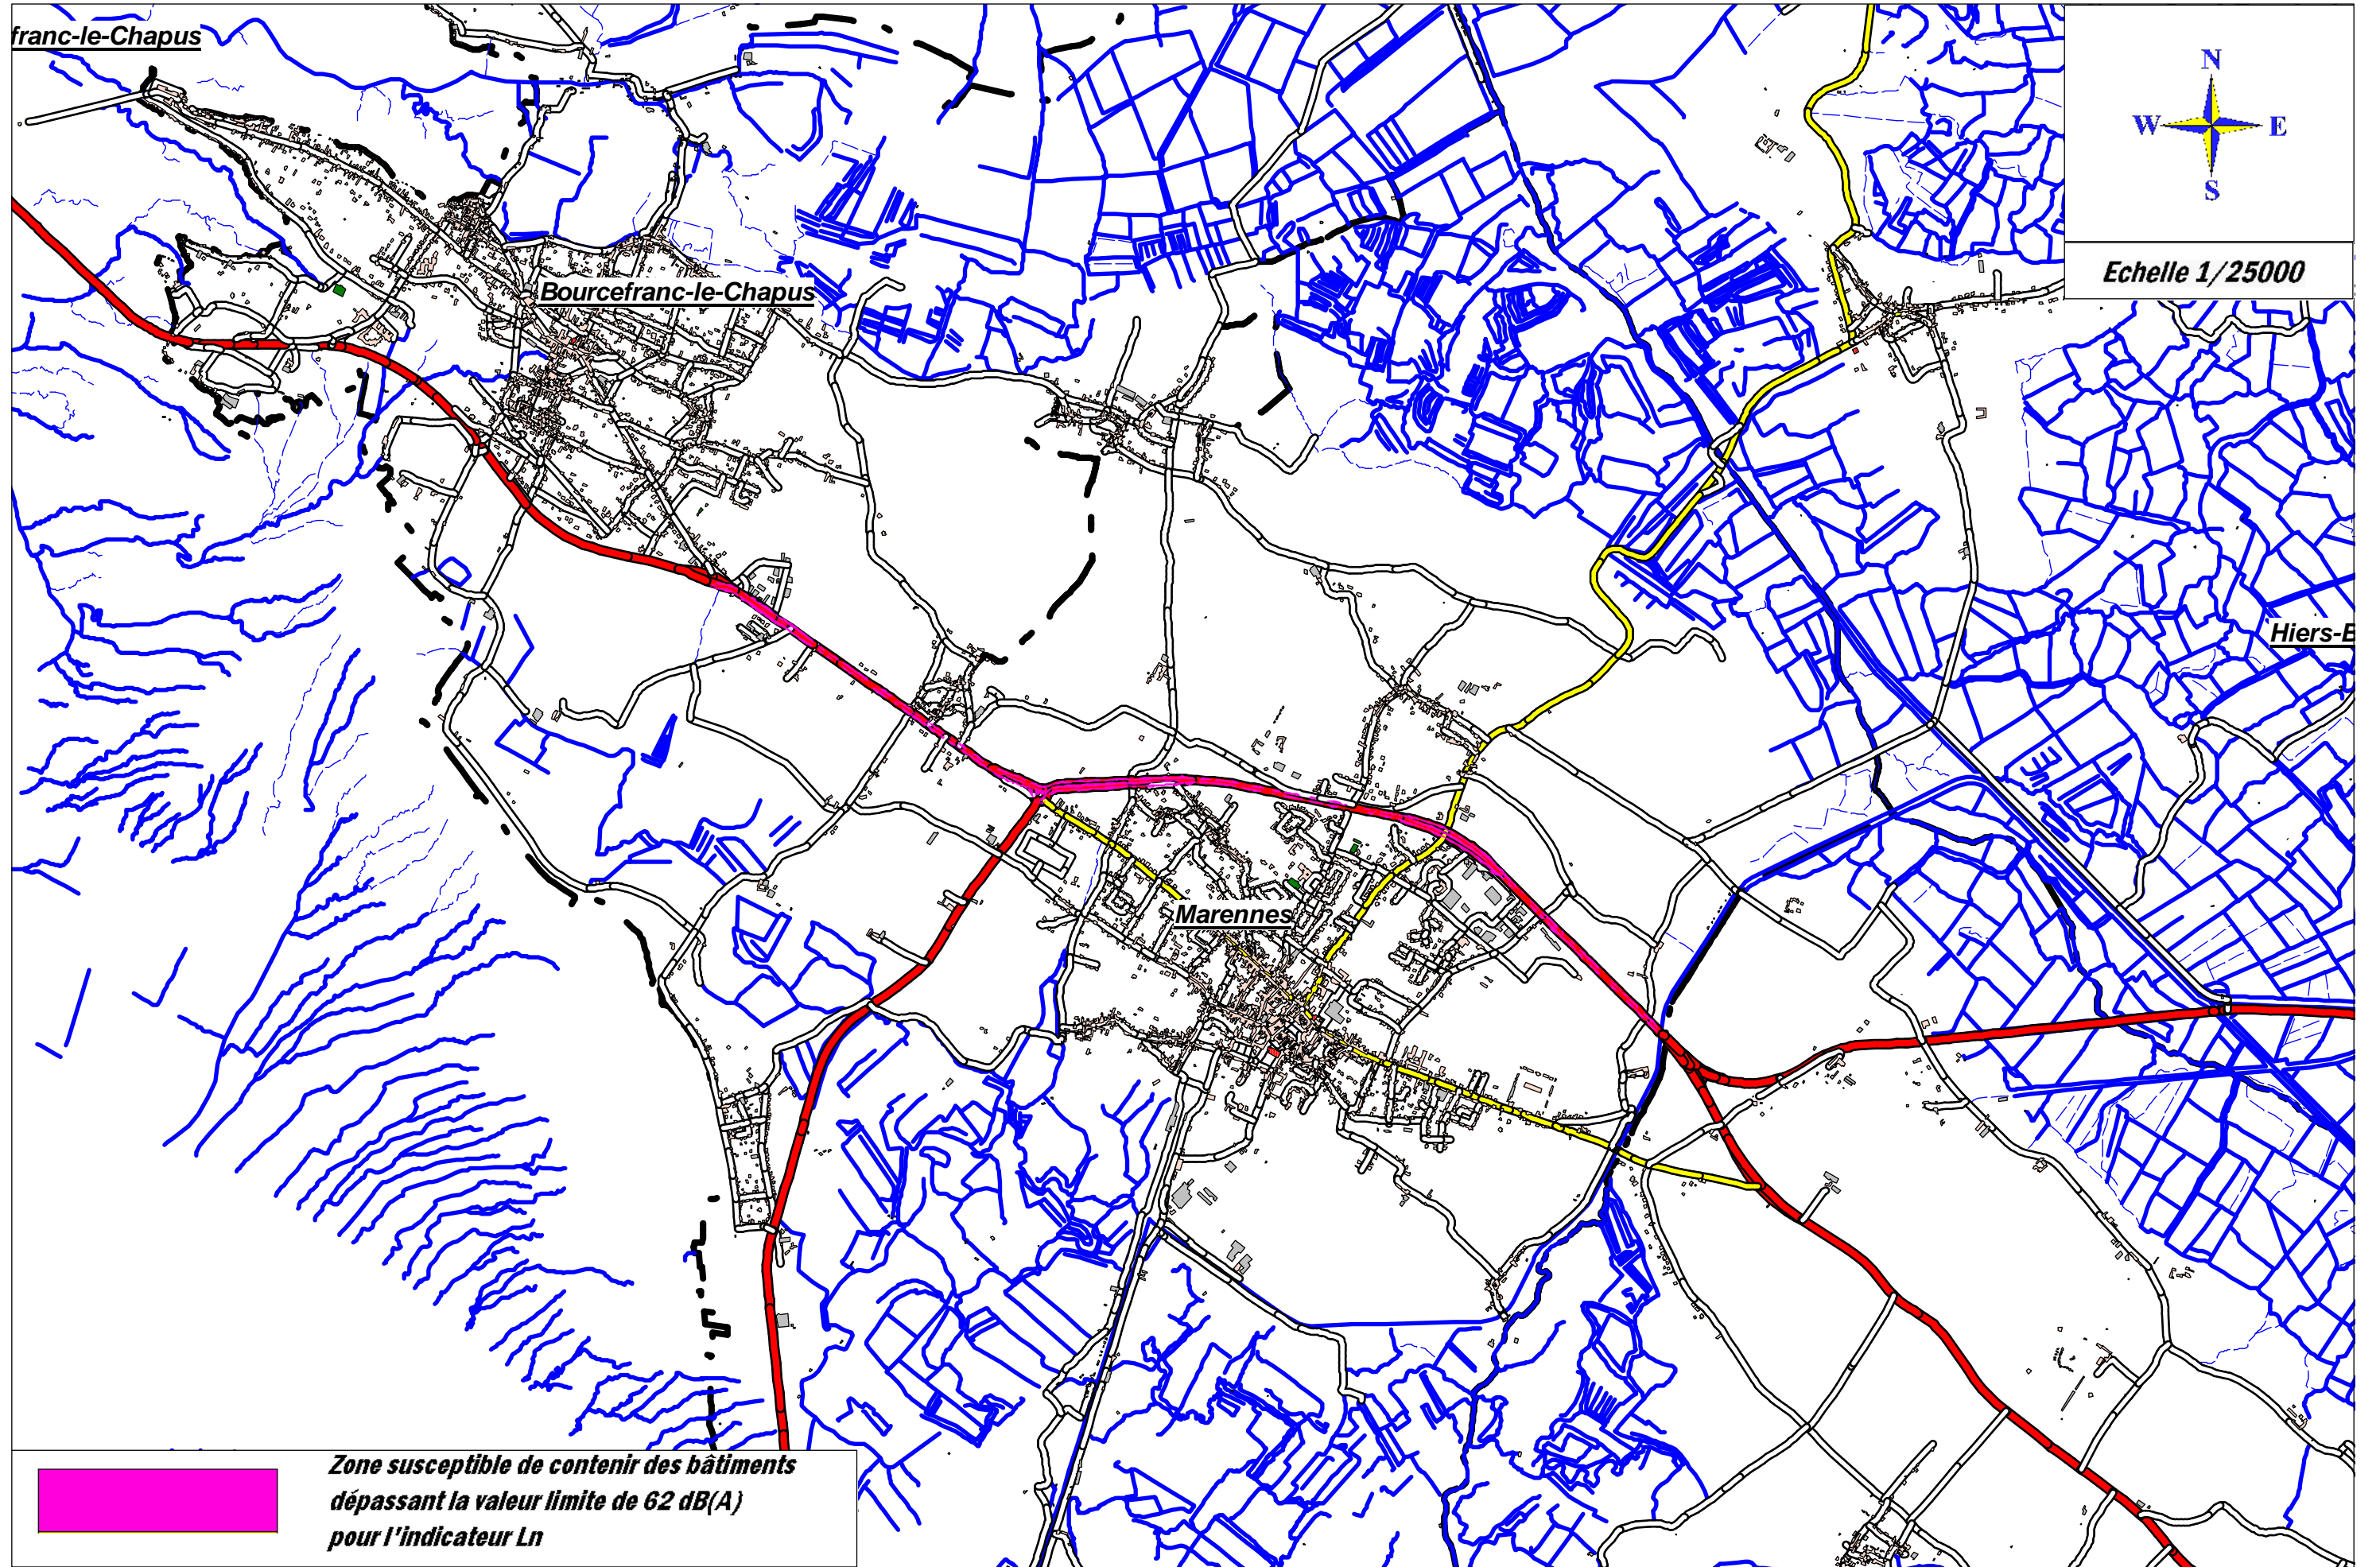 franc-le-Chapus
N
W E
S
Echelle 1/25000
Bourcefranc-le-Chapus
Hiers-B
Marennes
Zone susceptible de contenir des bâtiments
dépassant la valeur limite de 62 dB(A)
pour l'indicateur Ln